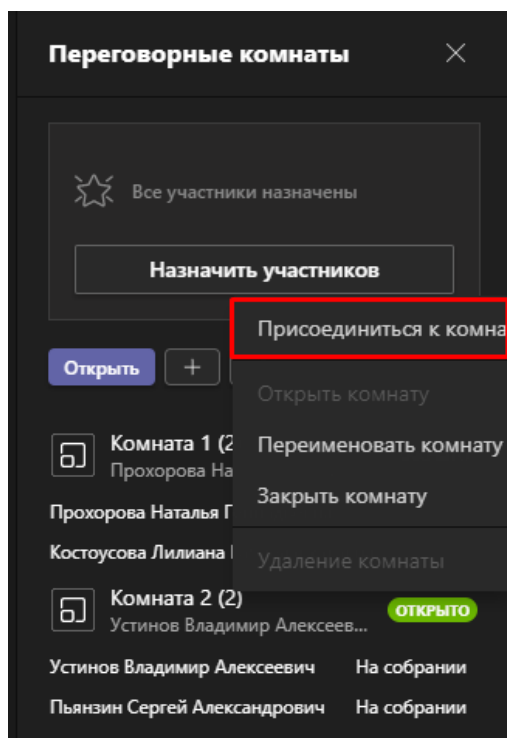 Переговорные комнаты
Все участники назначены
Назначить участников
Присоединиться к комна
Открыть +
Открыть комнату
Комната 1 (2
Переименовать комнату
Прохорова На
Закрыть комнату
Прохорова Наталья Г
Костоусова Лилиана
Удаление комнаты
Комната 2 (2)
ОТКРЫТО
Устинов Владимир Алексеев...
Устинов Владимир Алексеевич На собрании
Пьянзин Сергей Александрович На собрании